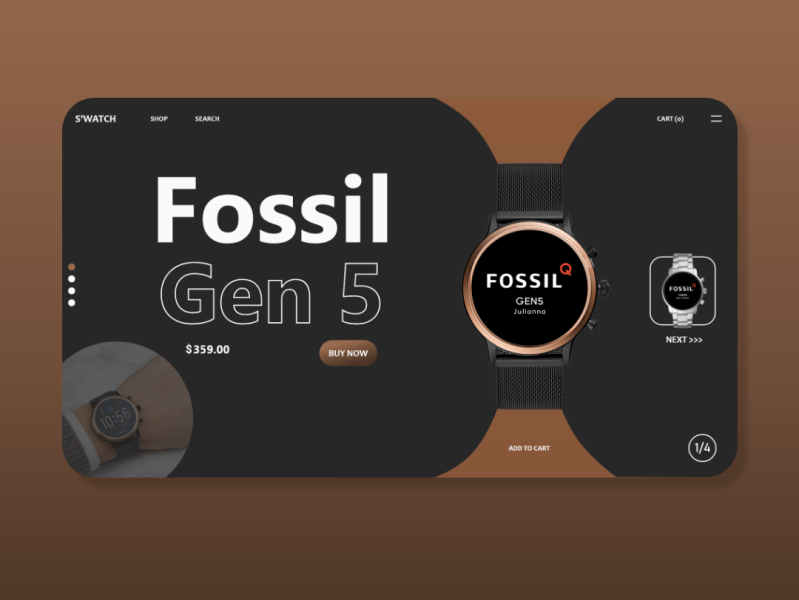 S'WATCH
SHOP
SEARCH
CART (0)
Fossil
Gen 5
$359.00
BUY NOW
10:56
FOSSIL Q
GEN5
Julianna
FOSSIL
NEXT >>>
ADD TO CART
1/4